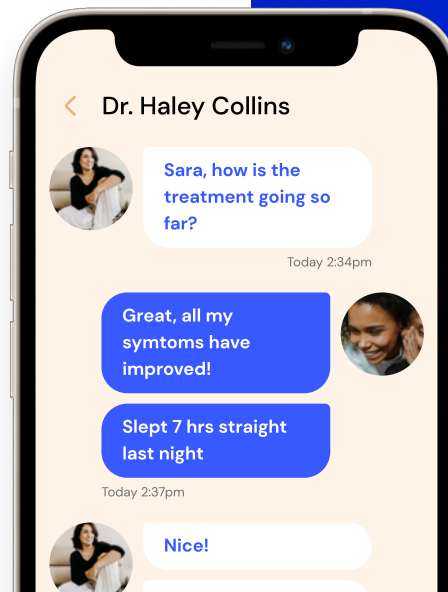 Dr. Haley Collins
Sara, how is the
treatment going so
far?
Today 2:34pm
Great, all my
symtoms have
improved!
Slept 7 hrs straight
last night
Today 2:37pm
Nice!